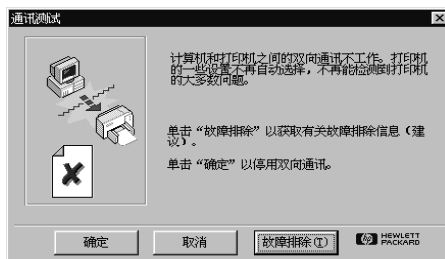 通讯测试
计算机和打印机之间的双向通讯不工作。打印机
的一些设置不再自动选择，不再能检测到打印机
的大多数问题。
单击“故障排除”以获取有关故障排除信息（建
议）。
单击“确定”以停用双向通讯。
确定
取消
故障排除(T)
hp
HEWLETT
PACKARD